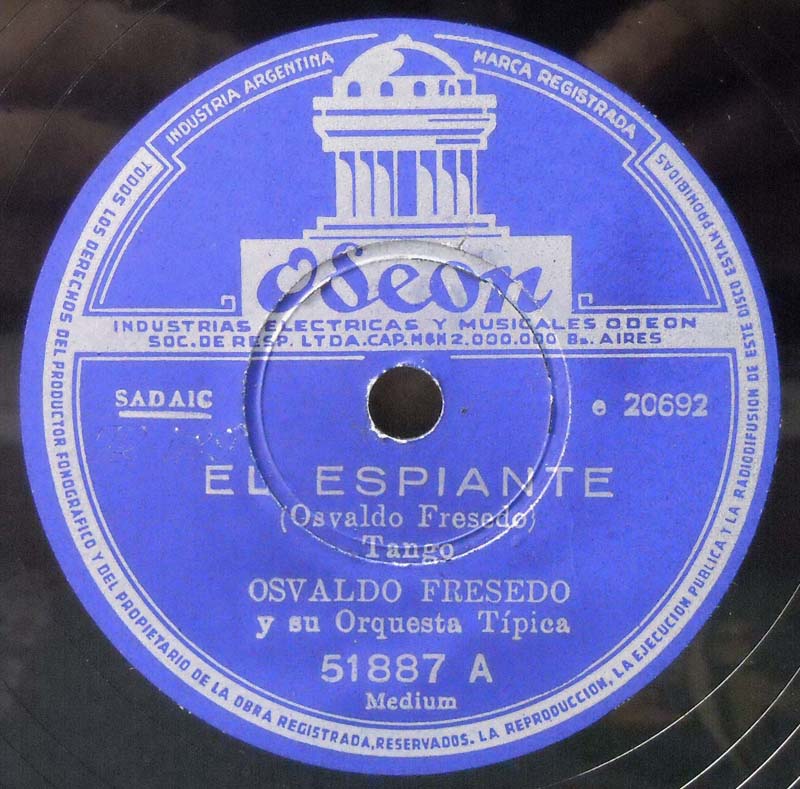 INDUSTRIA ARGENTINA
MARCA REGISTRADA
Odeon
INDUSTRIAS ELECTRICAS Y MUSICALES ODEON
SOC. DE RESP. LTDA. CAP. M$N 2.000.000 Bs. AIRES
SADAIC
e 20692
EL ESPIANTE
(Osvaldo Fresedo)
Tango
OSVALDO FRESEDO
y su Orquesta Típica
51887 A
Medium
TODOS LOS DERECHOS DEL PRODUCTOR FONOGRAFICO Y DEL PROPIETARIO DE LA OBRA REGISTRADA, RESERVADOS. LA REPRODUCCION, LA EJECUCION PUBLICA Y LA RADIODIFUSION DE ESTE DISCO ESTAN PROHIBIDAS